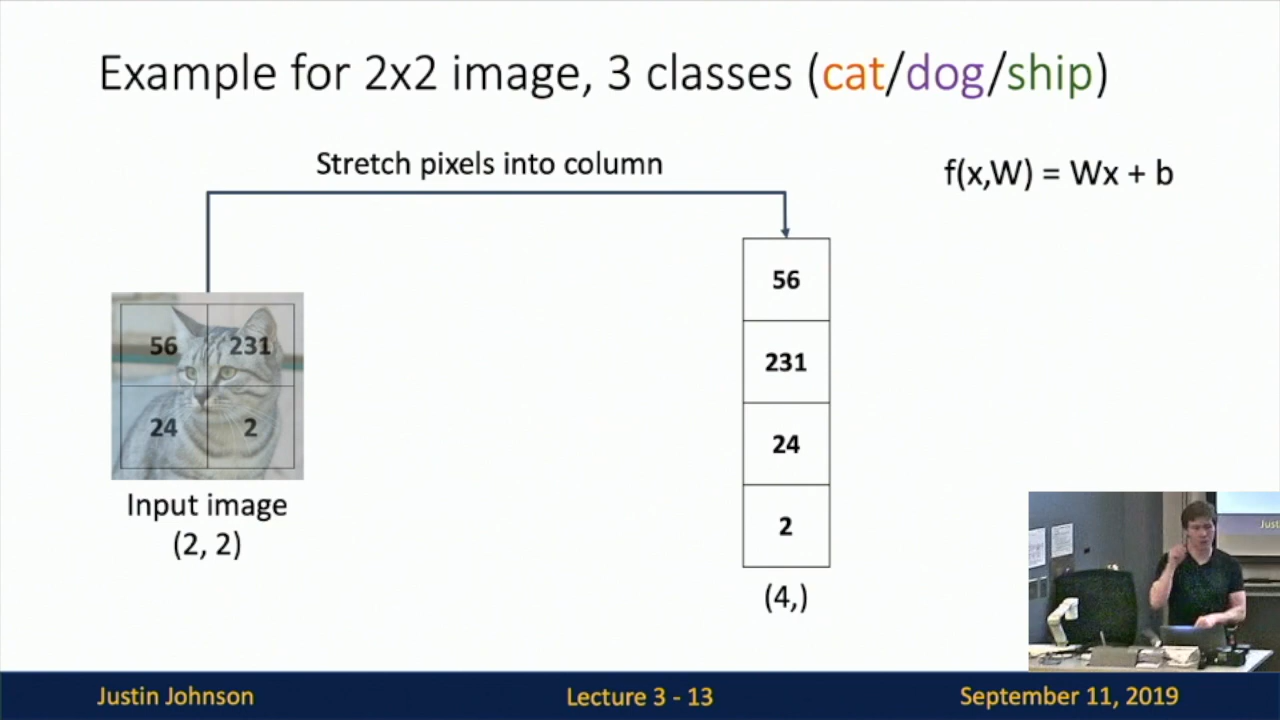 Example for 2x2 image, 3 classes (cat/dog/ship)
Stretch pixels into column
f(x,W) = Wx + b
56 231
24 2
Input image
(2, 2)
56
231
24
2
(4,)
Just
Justin Johnson
Lecture 3 - 13
September 11, 2019